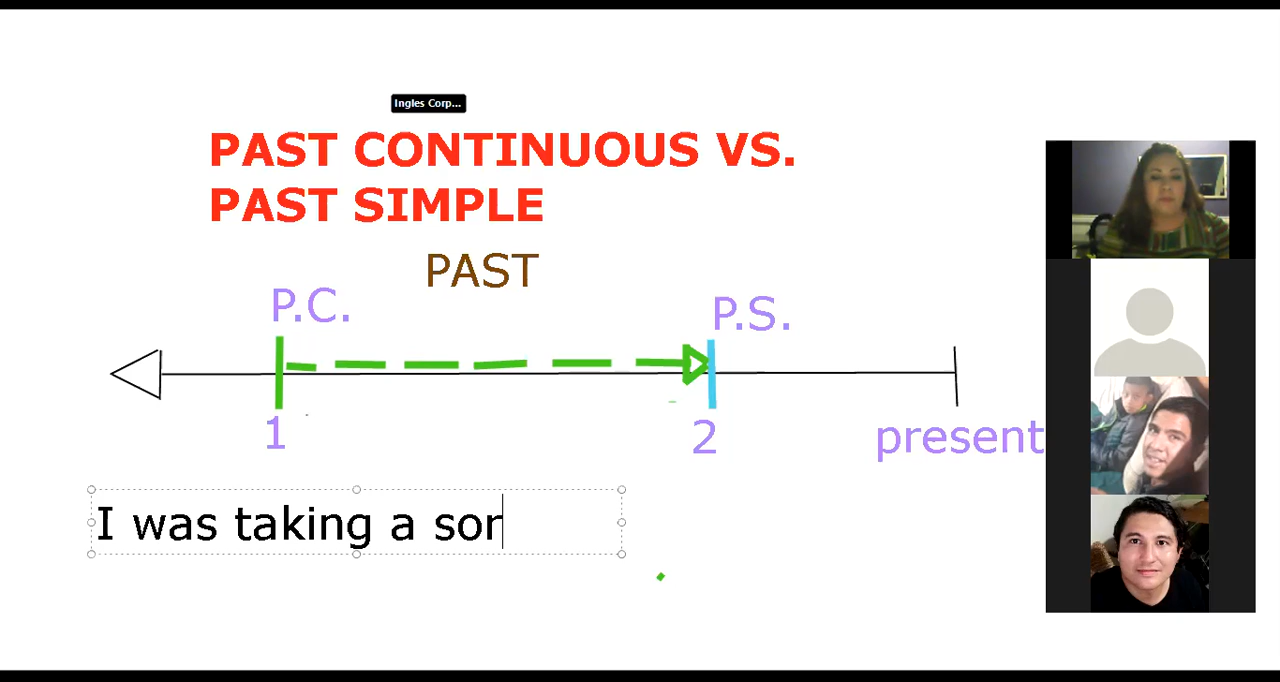 Ingles Corp...
PAST CONTINUOUS VS.
PAST SIMPLE
PAST
P.C.
P.S.
1
2
present
I was taking a sor